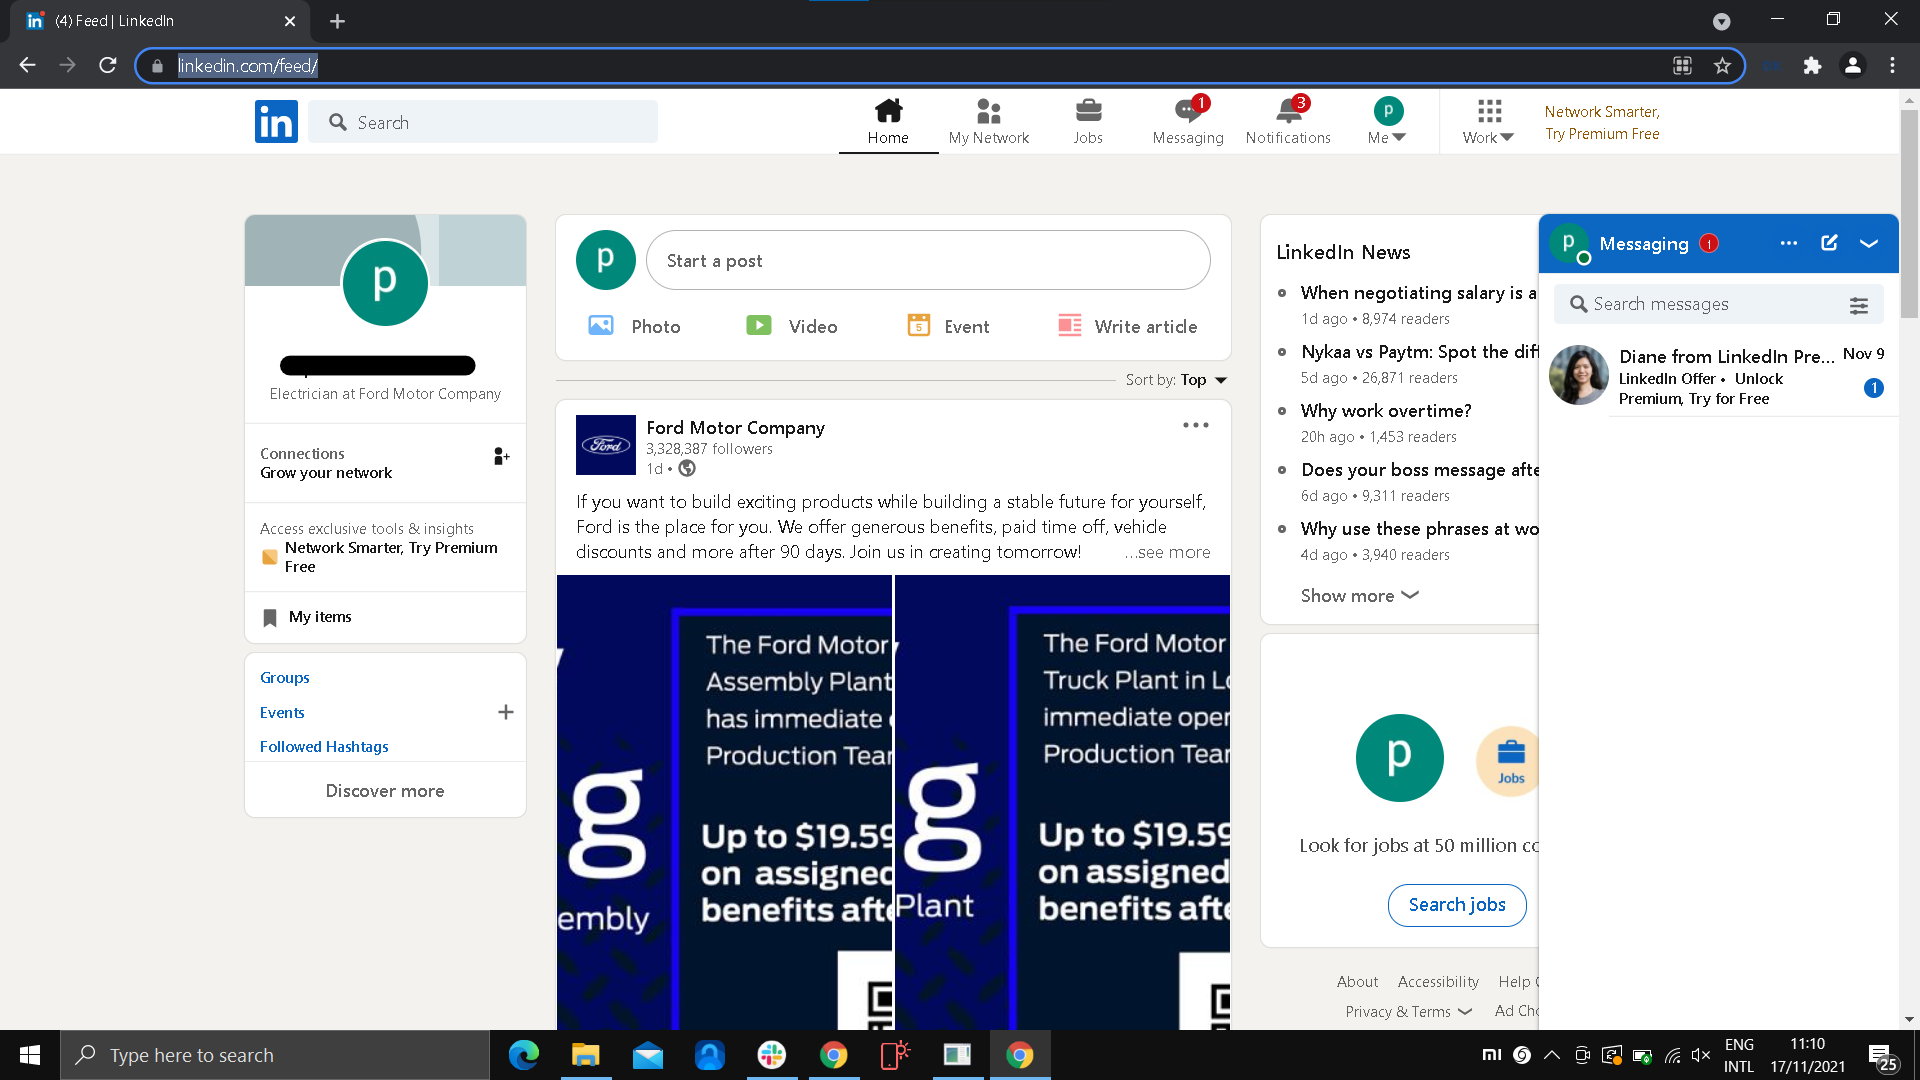 (4) Feed | LinkedIn
linkedin.com/feed/
in
Search
Home
My Network
Jobs
1
Messaging
3
Notifications
p
Me
Work
Network Smarter,
Try Premium Free
p
Electrician at Ford Motor Company
Connections
Grow your network
Access exclusive tools & insights
Network Smarter, Try Premium
Free
My items
Groups
Events
Followed Hashtags
Discover more
p
Start a post
Photo
Video
5
Event
Write article
Sort by: Top
Ford
Ford Motor Company
3,328,387 followers
1d •
If you want to build exciting products while building a stable future for yourself,
Ford is the place for you. We offer generous benefits, paid time off, vehicle
discounts and more after 90 days. Join us in creating tomorrow!
...see more
g
embly
The Ford Motor
Assembly Plant
has immediate
Production Tear
Up to $19.59
on assigned
benefits afte
g
Plant
The Ford Motor
Truck Plant in Lo
immediate oper
Production Tear
Up to $19.59
on assigned
benefits afte
LinkedIn News
When negotiating salary is a
1d ago • 8,974 readers
Nykaa vs Paytm: Spot the diff
5d ago • 26,871 readers
Why work overtime?
20h ago • 1,453 readers
Does your boss message afte
6d ago • 9,311 readers
Why use these phrases at wo
4d ago • 3,940 readers
Show more
p
Jobs
Look for jobs at 50 million co
Search jobs
About
Accessibility
Help
Privacy & Terms
Ad Cho
p
Messaging
1
Search messages
Diane from LinkedIn Pre...
Nov 9
LinkedIn Offer • Unlock
Premium, Try for Free
1
Type here to search
ENG
INTL
11:10
17/11/2021
25